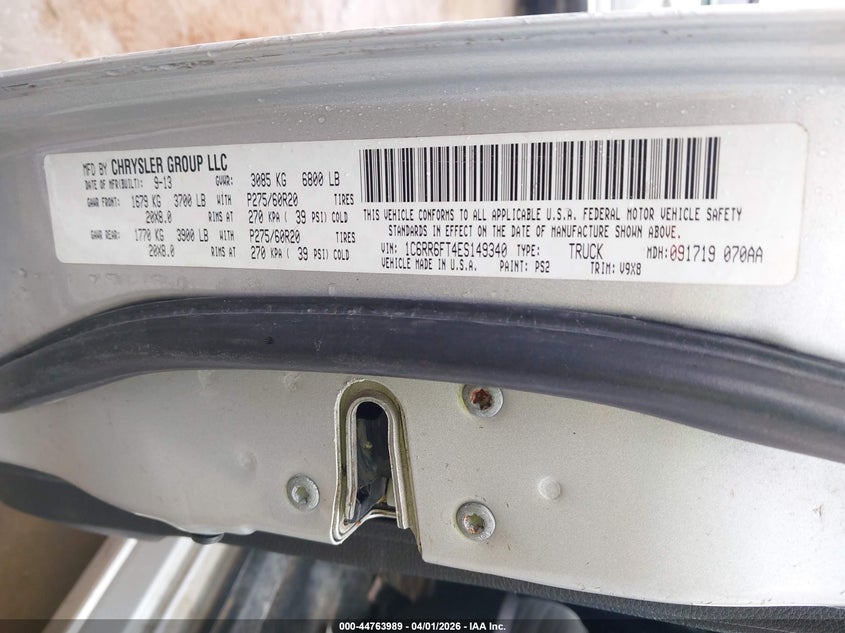 MFD BY CHRYSLER GROUP LLC
DATE OF MFR(BUILT): 9-13 GVWR: 3085 KG 6800 LB
GAWR FRONT: 1679 KG 3700 LB WITH P275/60R20 TIRES
20X8.0 RIMS AT 270 KPA ( 39 PSI) COLD
GAWR REAR: 1770 KG 3900 LB WITH P275/60R20 TIRES
20X8.0 RIMS AT 270 KPA ( 39 PSI) COLD
THIS VEHICLE CONFORMS TO ALL APPLICABLE U.S.A. FEDERAL MOTOR VEHICLE SAFETY
STANDARDS IN EFFECT ON THE DATE OF MANUFACTURE SHOWN ABOVE.
VIN: 1C6RR6FT4ES149340 TYPE: TRUCK MDH: 091719 070AA
VEHICLE MADE IN U.S.A. PAINT: PS2 TRIM: V9X8
000-44763989 - 04/01/2026 - IAA Inc.